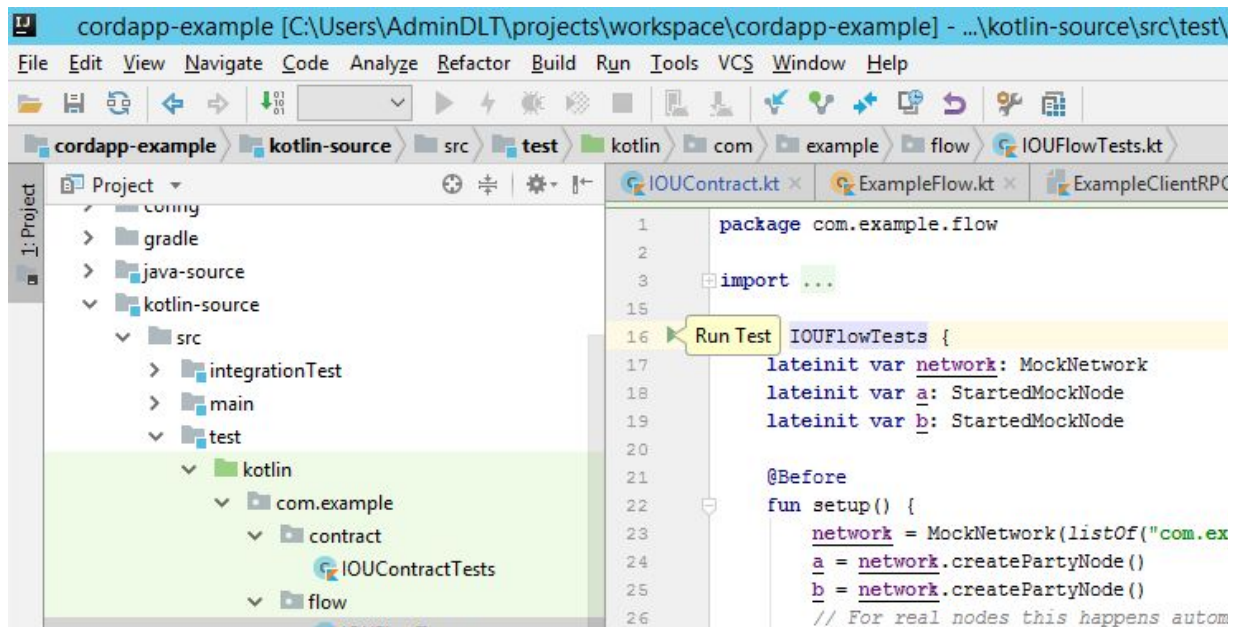 cordapp-example [C:\Users\AdminDLT\projects\workspace\cordapp-example] - ...\kotlin-source\src\test\
File Edit View Navigate Code Analyze Refactor Build Run Tools VCS Window Help
cordapp-example kotlin-source src test kotlin com example flow IOUFlowTests.kt
1: Project
Project
IOUContract.kt ExampleFlow.kt ExampleClientRPC
config
gradle
java-source
kotlin-source
src
integrationTest
main
test
kotlin
com.example
contract
IOUContractTests
flow
1 package com.example.flow
2
3 import ...
15
16 Run Test IOUFlowTests {
17 lateinit var network: MockNetwork
18 lateinit var a: StartedMockNode
19 lateinit var b: StartedMockNode
20
21 @Before
22 fun setup() {
23 network = MockNetwork(listOf("com.ex
24 a = network.createPartyNode()
25 b = network.createPartyNode()
26 // For real nodes this happens autom